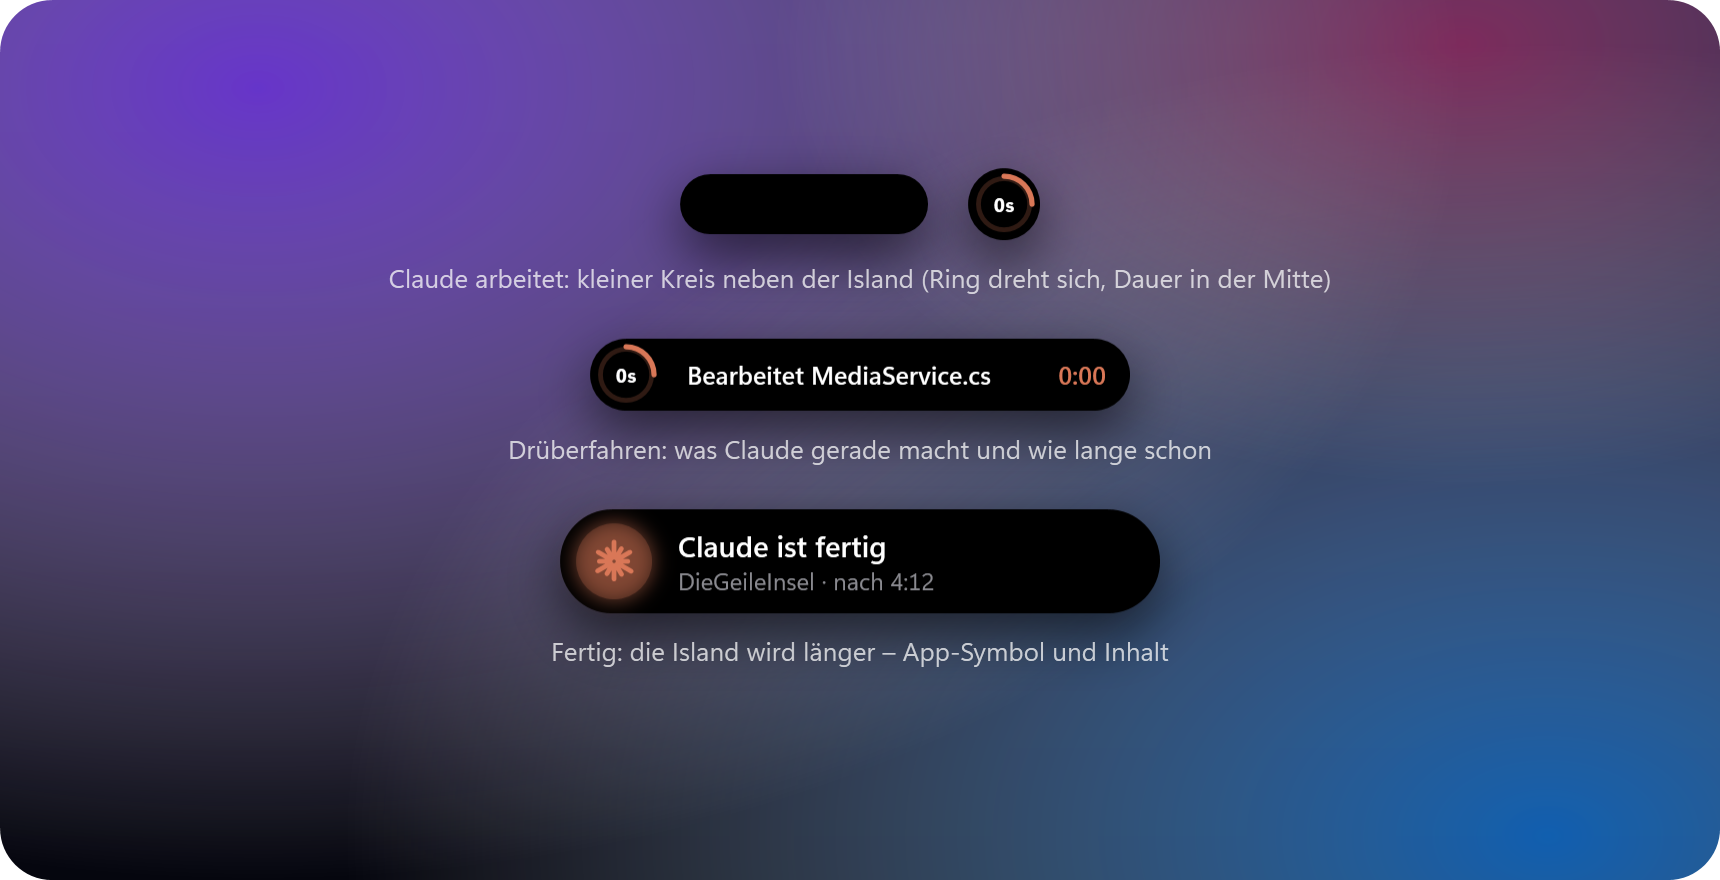 0s
Claude arbeitet: kleiner Kreis neben der Island (Ring dreht sich, Dauer in der Mitte)
0s Bearbeitet MediaService.cs 0:00
Drüberfahren: was Claude gerade macht und wie lange schon
Claude ist fertig
DieGeileInsel · nach 4:12
Fertig: die Island wird länger – App-Symbol und Inhalt